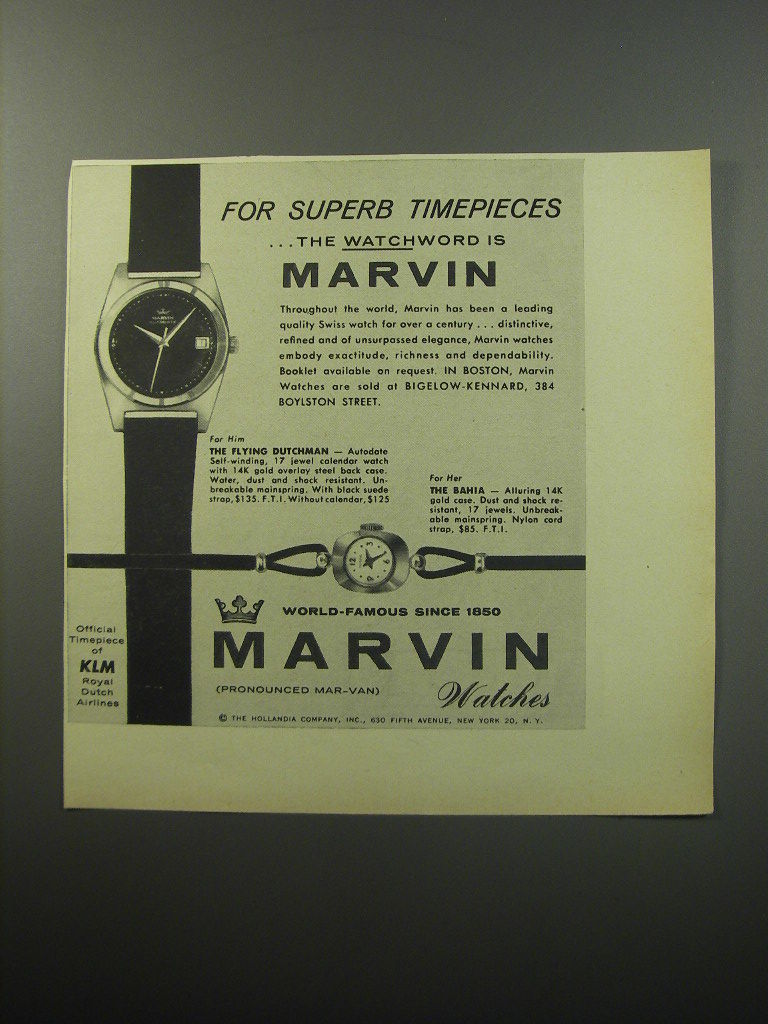 FOR SUPERB TIMEPIECES
...THE WATCHWORD IS
MARVIN
Throughout the world, Marvin has been a leading
quality Swiss watch for over a century . . . distinctive,
refined and of unsurpassed elegance, Marvin watches
embody exactitude, richness and dependability.
Booklet available on request. IN BOSTON, Marvin
Watches are sold at BIGELOW-KENNARD, 384
BOYLSTON STREET.
MARVIN
For Him
THE FLYING DUTCHMAN — Autodate
Self-winding, 17 jewel calendar watch
with 14K gold overlay steel back case.
Water, dust and shock resistant. Un-
breakable mainspring. With black suede
strap, $135. F.T.I. Without calendar, $125
For Her
THE BAHIA — Alluring 14K
gold case. Dust and shock re-
sistant, 17 jewels. Unbreak-
able mainspring. Nylon cord
strap, $85. F.T.I.
12
3
6
9
WORLD-FAMOUS SINCE 1850
MARVIN
(PRONOUNCED MAR-VAN)
Watches
Official
Timepiece
of
KLM
Royal
Dutch
Airlines
© THE HOLLANDIA COMPANY, INC., 630 FIFTH AVENUE, NEW YORK 20, N. Y.